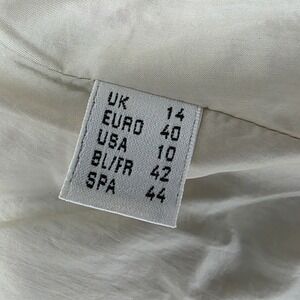 UK 14
EURO 40
USA 10
BL/FR 42
SPA 44